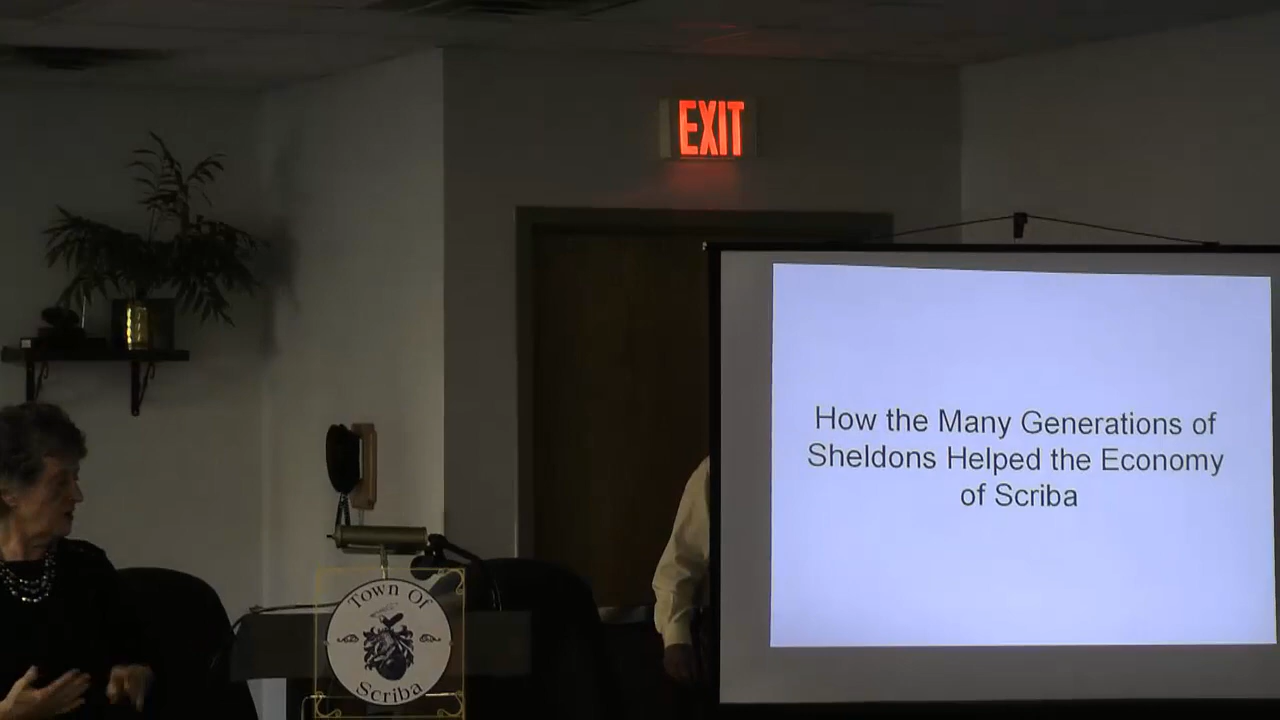 EXIT
How the Many Generations of
Sheldons Helped the Economy
of Scriba
Town Of
Scriba